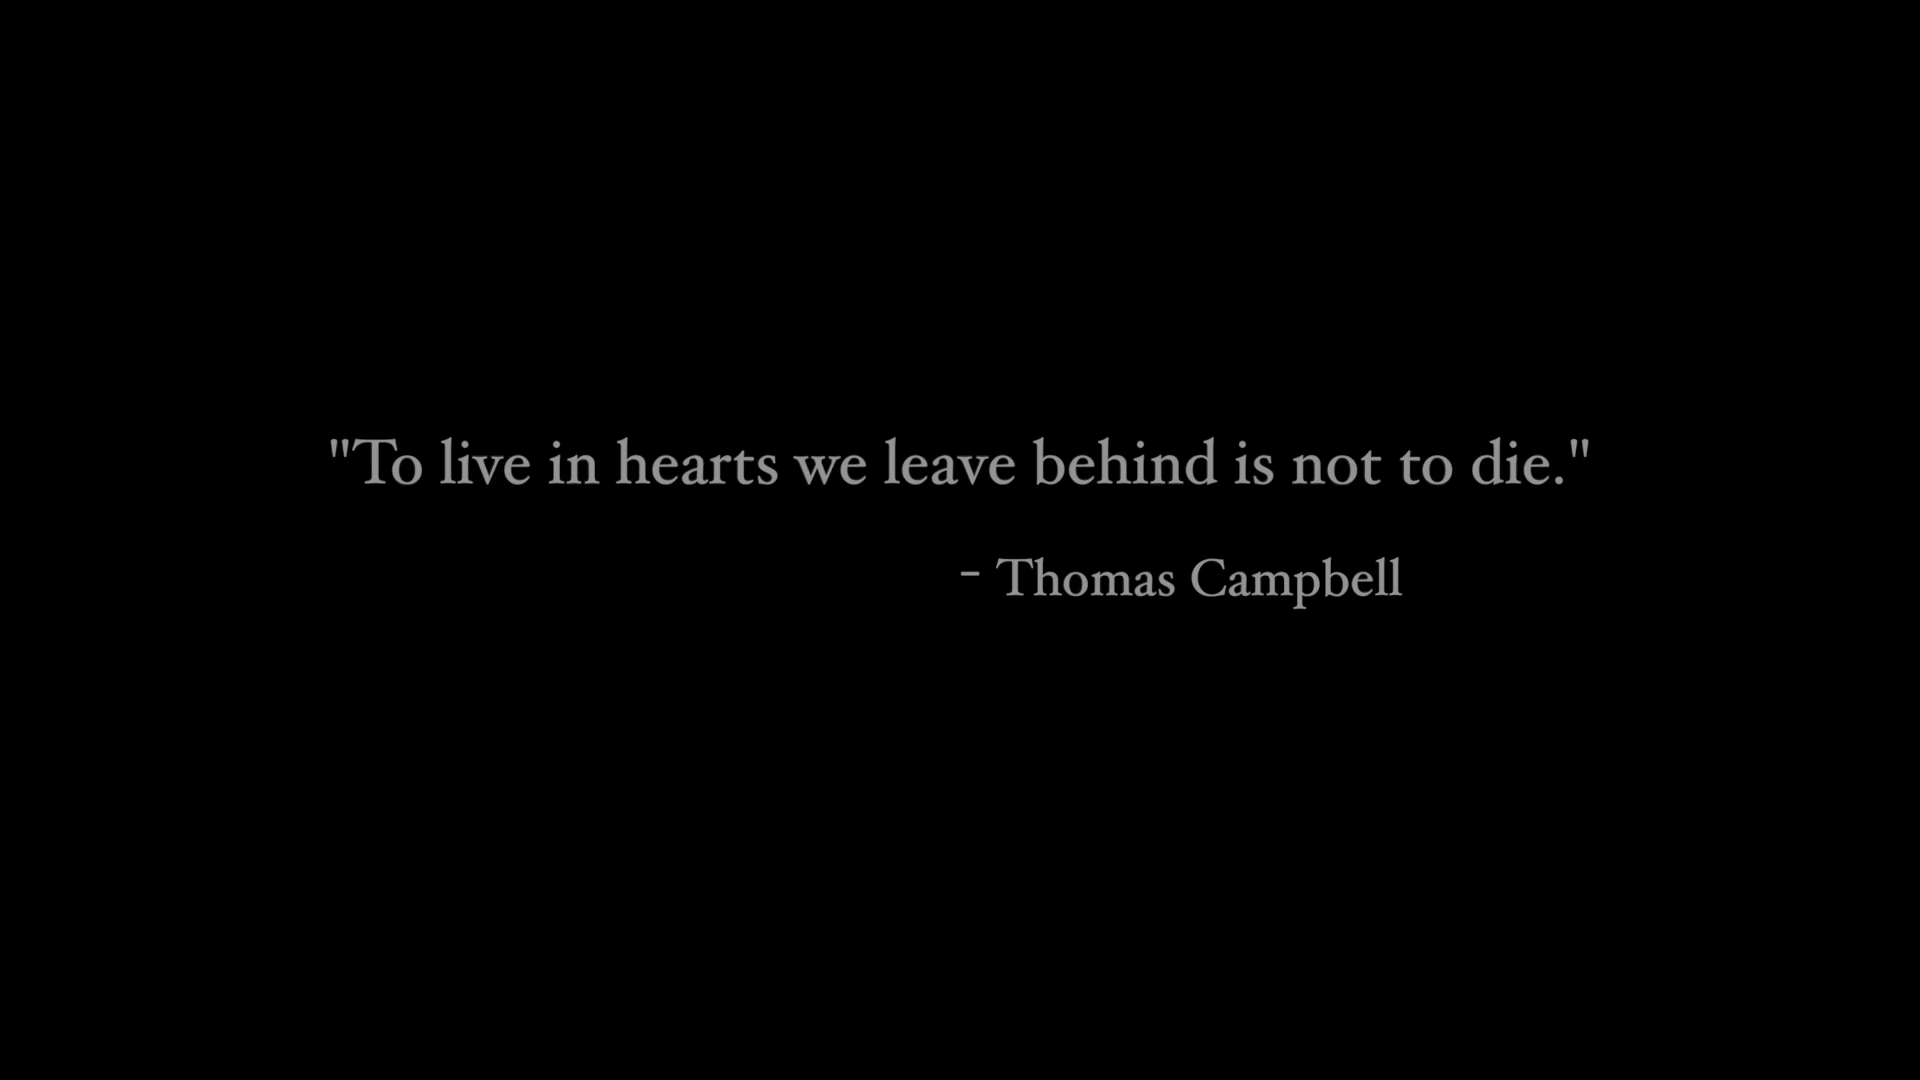 "To live in hearts we leave behind is not to die."
- Thomas Campbell